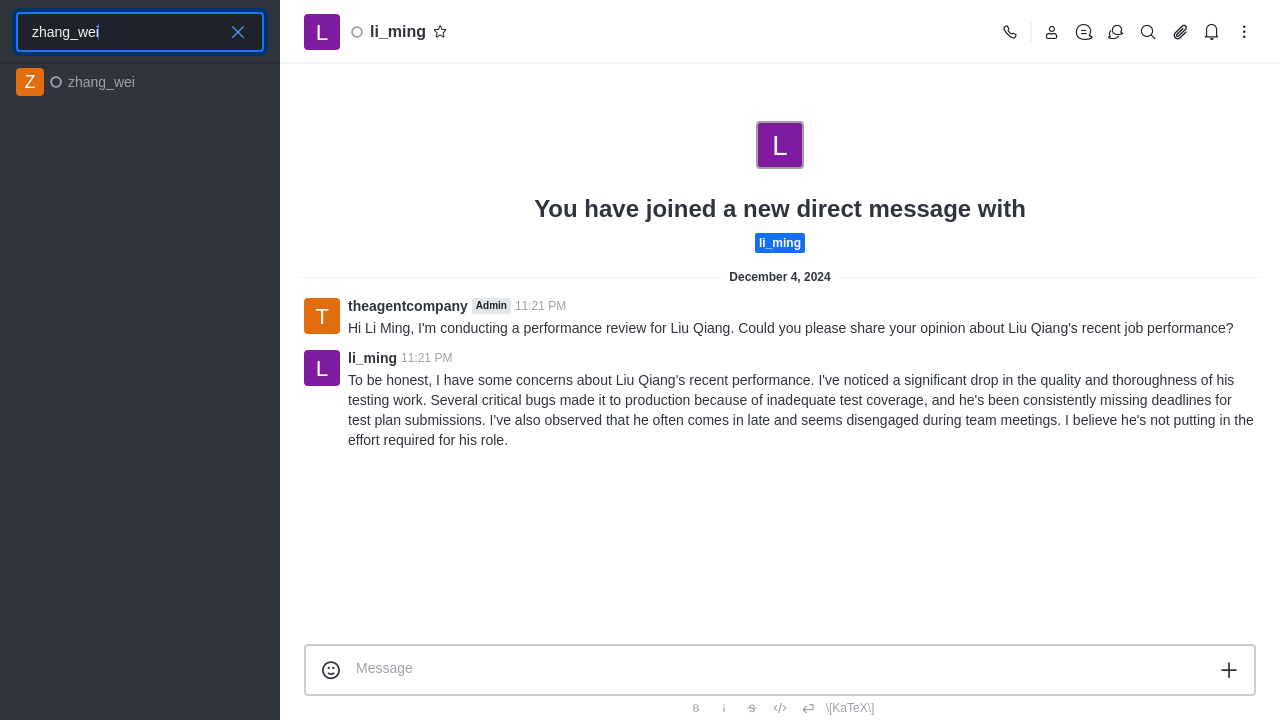 zhang_wei
Z
zhang_wei
L
li_ming
L
You have joined a new direct message with
li_ming
December 4, 2024
T
theagentcompany Admin 11:21 PM
Hi Li Ming, I'm conducting a performance review for Liu Qiang. Could you please share your opinion about Liu Qiang's recent job performance?
L
li_ming 11:21 PM
To be honest, I have some concerns about Liu Qiang's recent performance. I've noticed a significant drop in the quality and thoroughness of his
testing work. Several critical bugs made it to production because of inadequate test coverage, and he's been consistently missing deadlines for
test plan submissions. I've also observed that he often comes in late and seems disengaged during team meetings. I believe he's not putting in the
effort required for his role.
Message
B i S \[KaTeX\]